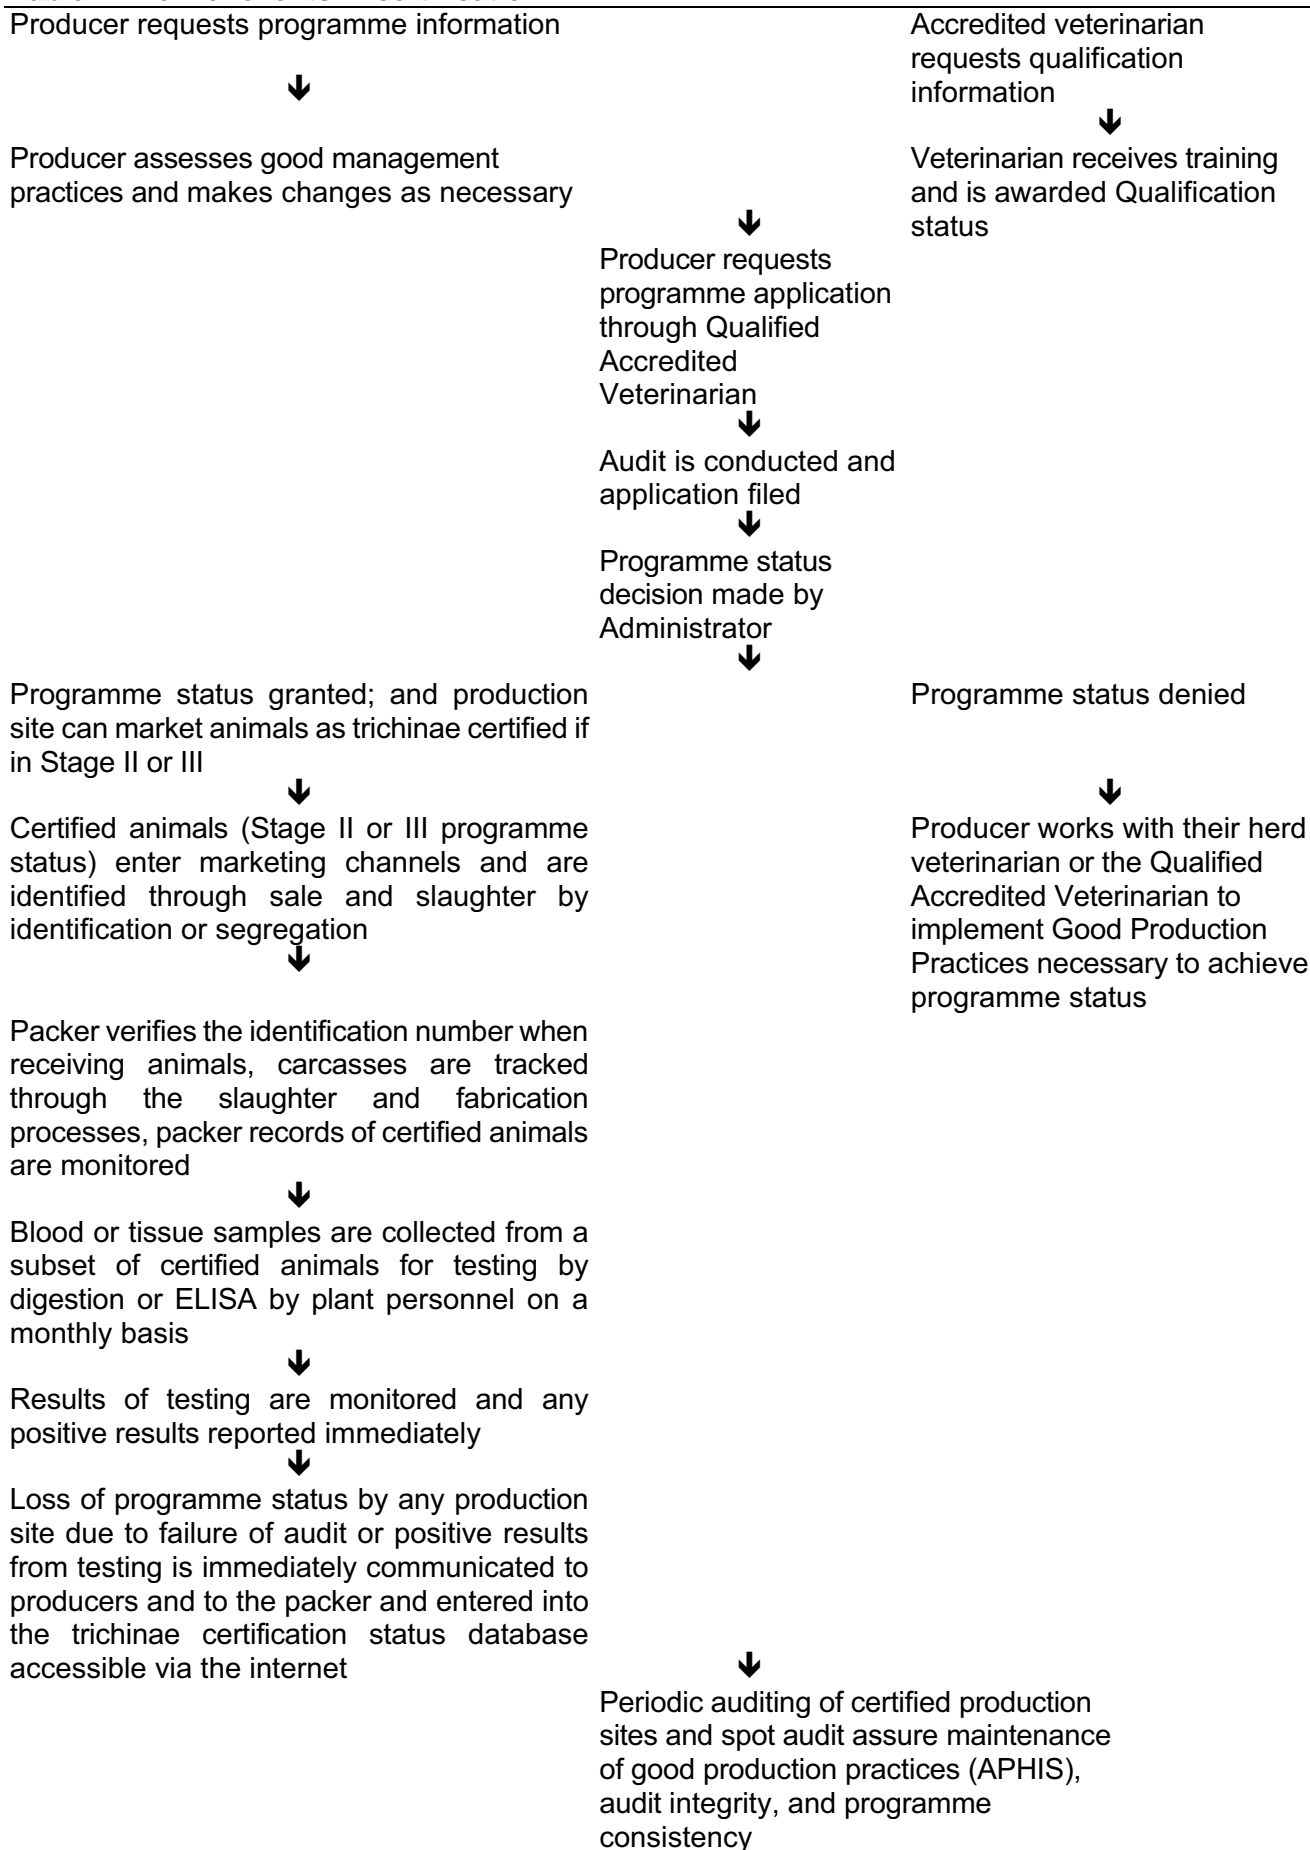 Producer requests programme information
Accredited veterinarian
requests qualification
information
Producer assesses good management
practices and makes changes as necessary
Veterinarian receives training
and is awarded Qualification
status
Producer requests
programme application
through Qualified
Accredited
Veterinarian
Audit is conducted and
application filed
Programme status
decision made by
Administrator
Programme status granted; and production
site can market animals as trichinae certified if
in Stage II or III
Programme status denied
Certified animals (Stage II or III programme
status) enter marketing channels and are
identified through sale and slaughter by
identification or segregation
Producer works with their herd
veterinarian or the Qualified
Accredited Veterinarian to
implement Good Production
Practices necessary to achieve
programme status
Packer verifies the identification number when
receiving animals, carcasses are tracked
through the slaughter and fabrication
processes, packer records of certified animals
are monitored
Blood or tissue samples are collected from a
subset of certified animals for testing by
digestion or ELISA by plant personnel on a
monthly basis
Results of testing are monitored and any
positive results reported immediately
Loss of programme status by any production
site due to failure of audit or positive results
from testing is immediately communicated to
producers and to the packer and entered into
the trichinae certification status database
accessible via the internet
Periodic auditing of certified production
sites and spot audit assure maintenance
of good production practices (APHIS),
audit integrity, and programme
consistency